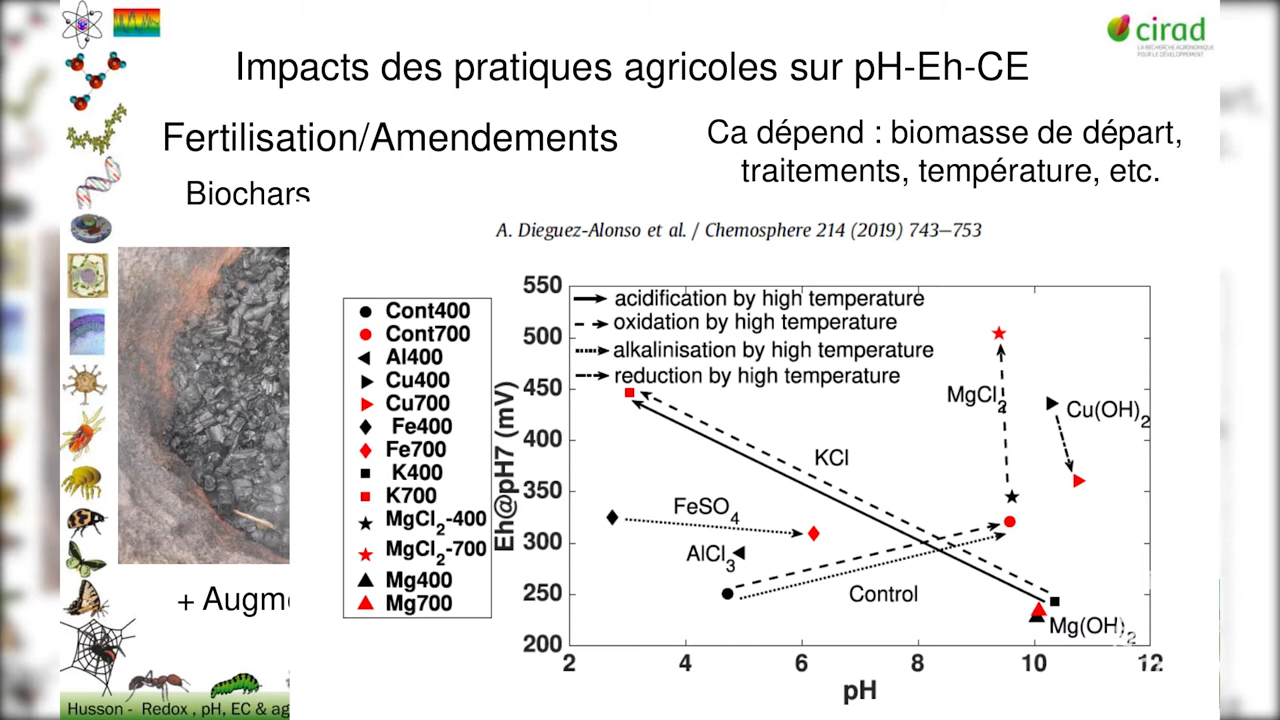 cirad
LA RECHERCHE AGRONOMIQUE
POUR LE DÉVELOPPEMENT
Impacts des pratiques agricoles sur pH-Eh-CE
Fertilisation/Amendements
Ca dépend : biomasse de départ,
traitements, température, etc.
Biochars
A. Dieguez-Alonso et al. / Chemosphere 214 (2019) 743–753
Cont400
Cont700
Al400
Cu400
Cu700
Fe400
Fe700
K400
K700
MgCl2-400
MgCl2-700
Mg400
Mg700
Eh@pH7 (mV)
550
500
450
400
350
300
250
200
acidification by high temperature
oxidation by high temperature
alkalinisation by high temperature
reduction by high temperature
MgCl2
Cu(OH)2
KCl
FeSO4
AlCl3
Control
Mg(OH)2
2 4 6 8 10 12
pH
+ Augm
Husson - Redox , pH, EC & ag